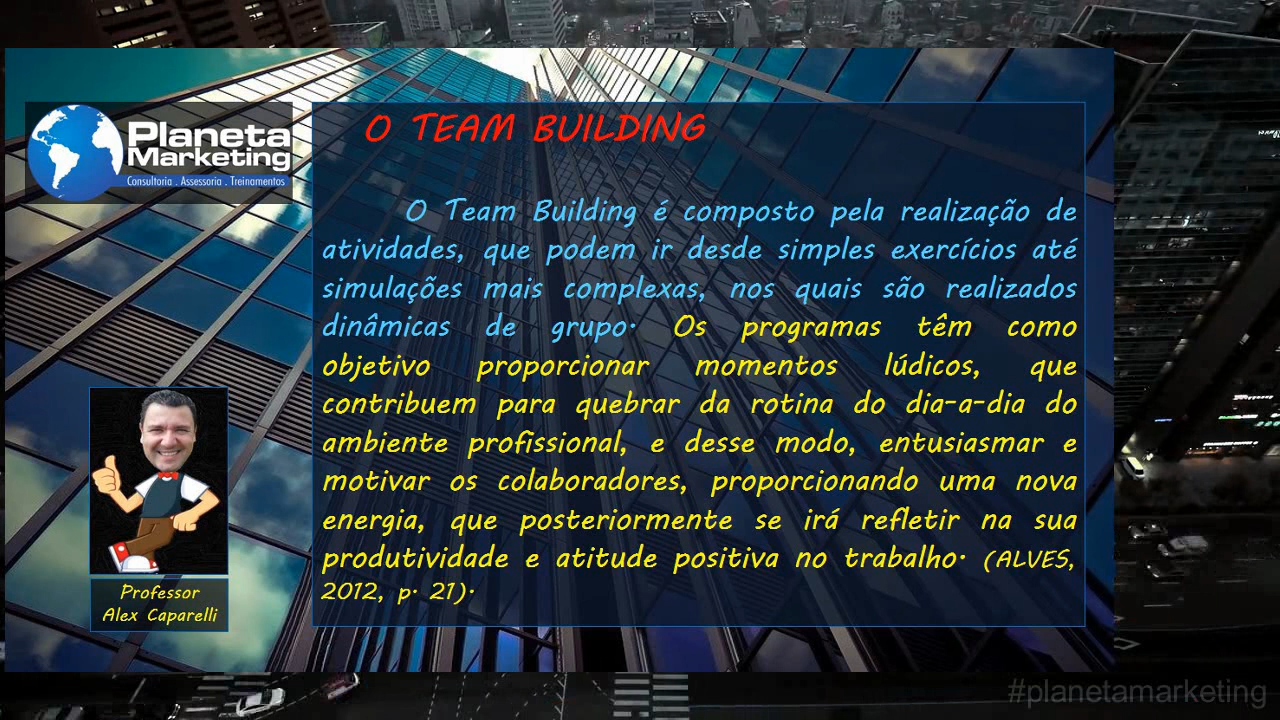 Planeta
Marketing
Consultoria . Assessoria . Treinamentos
O TEAM BUILDING
O Team Building é composto pela realização de
atividades, que podem ir desde simples exercícios até
simulações mais complexas, nos quais são realizados
dinâmicas de grupo. Os programas têm como
objetivo proporcionar momentos lúdicos, que
contribuem para quebrar da rotina do dia-a-dia do
ambiente profissional, e desse modo, entusiasmar e
motivar os colaboradores, proporcionando uma nova
energia, que posteriormente se irá refletir na sua
produtividade e atitude positiva no trabalho. (ALVES,
2012, p. 21).
Professor
Alex Caparelli
#planetamarketing